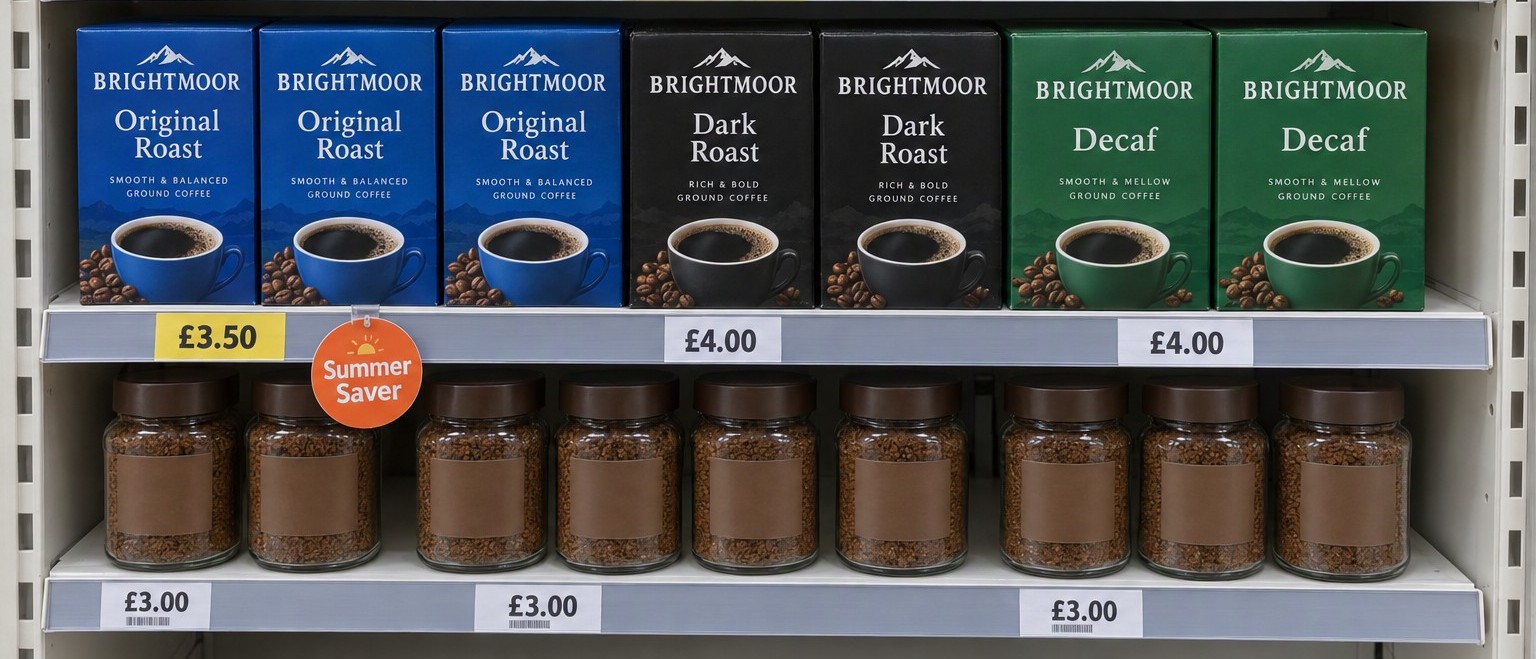 BRIGHTMOOR
Original
Roast
SMOOTH & BALANCED
GROUND COFFEE
BRIGHTMOOR
Original
Roast
SMOOTH & BALANCED
GROUND COFFEE
BRIGHTMOOR
Original
Roast
SMOOTH & BALANCED
GROUND COFFEE
BRIGHTMOOR
Dark
Roast
RICH & BOLD
GROUND COFFEE
BRIGHTMOOR
Dark
Roast
RICH & BOLD
GROUND COFFEE
BRIGHTMOOR
Decaf
SMOOTH & MELLOW
GROUND COFFEE
BRIGHTMOOR
Decaf
SMOOTH & MELLOW
GROUND COFFEE
£3.50
Summer
Saver
£4.00
£4.00
£3.00
£3.00
£3.00